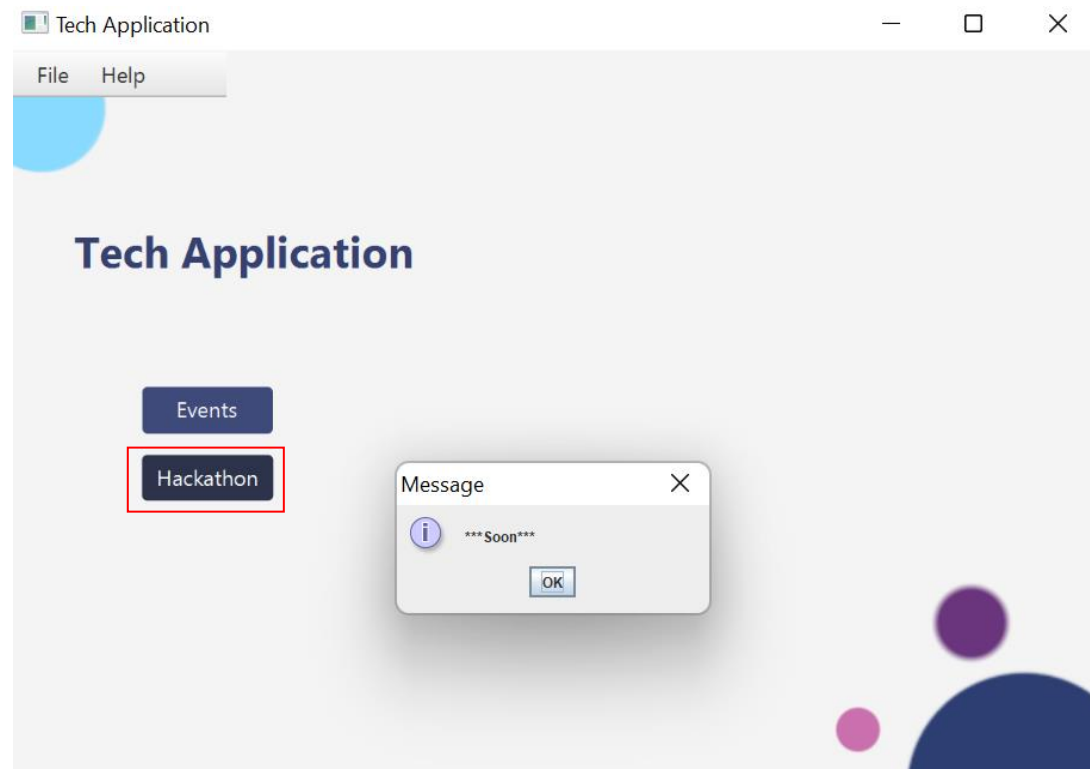 Tech Application
File Help
Tech Application
Events
Hackathon
Message
***Soon***
OK